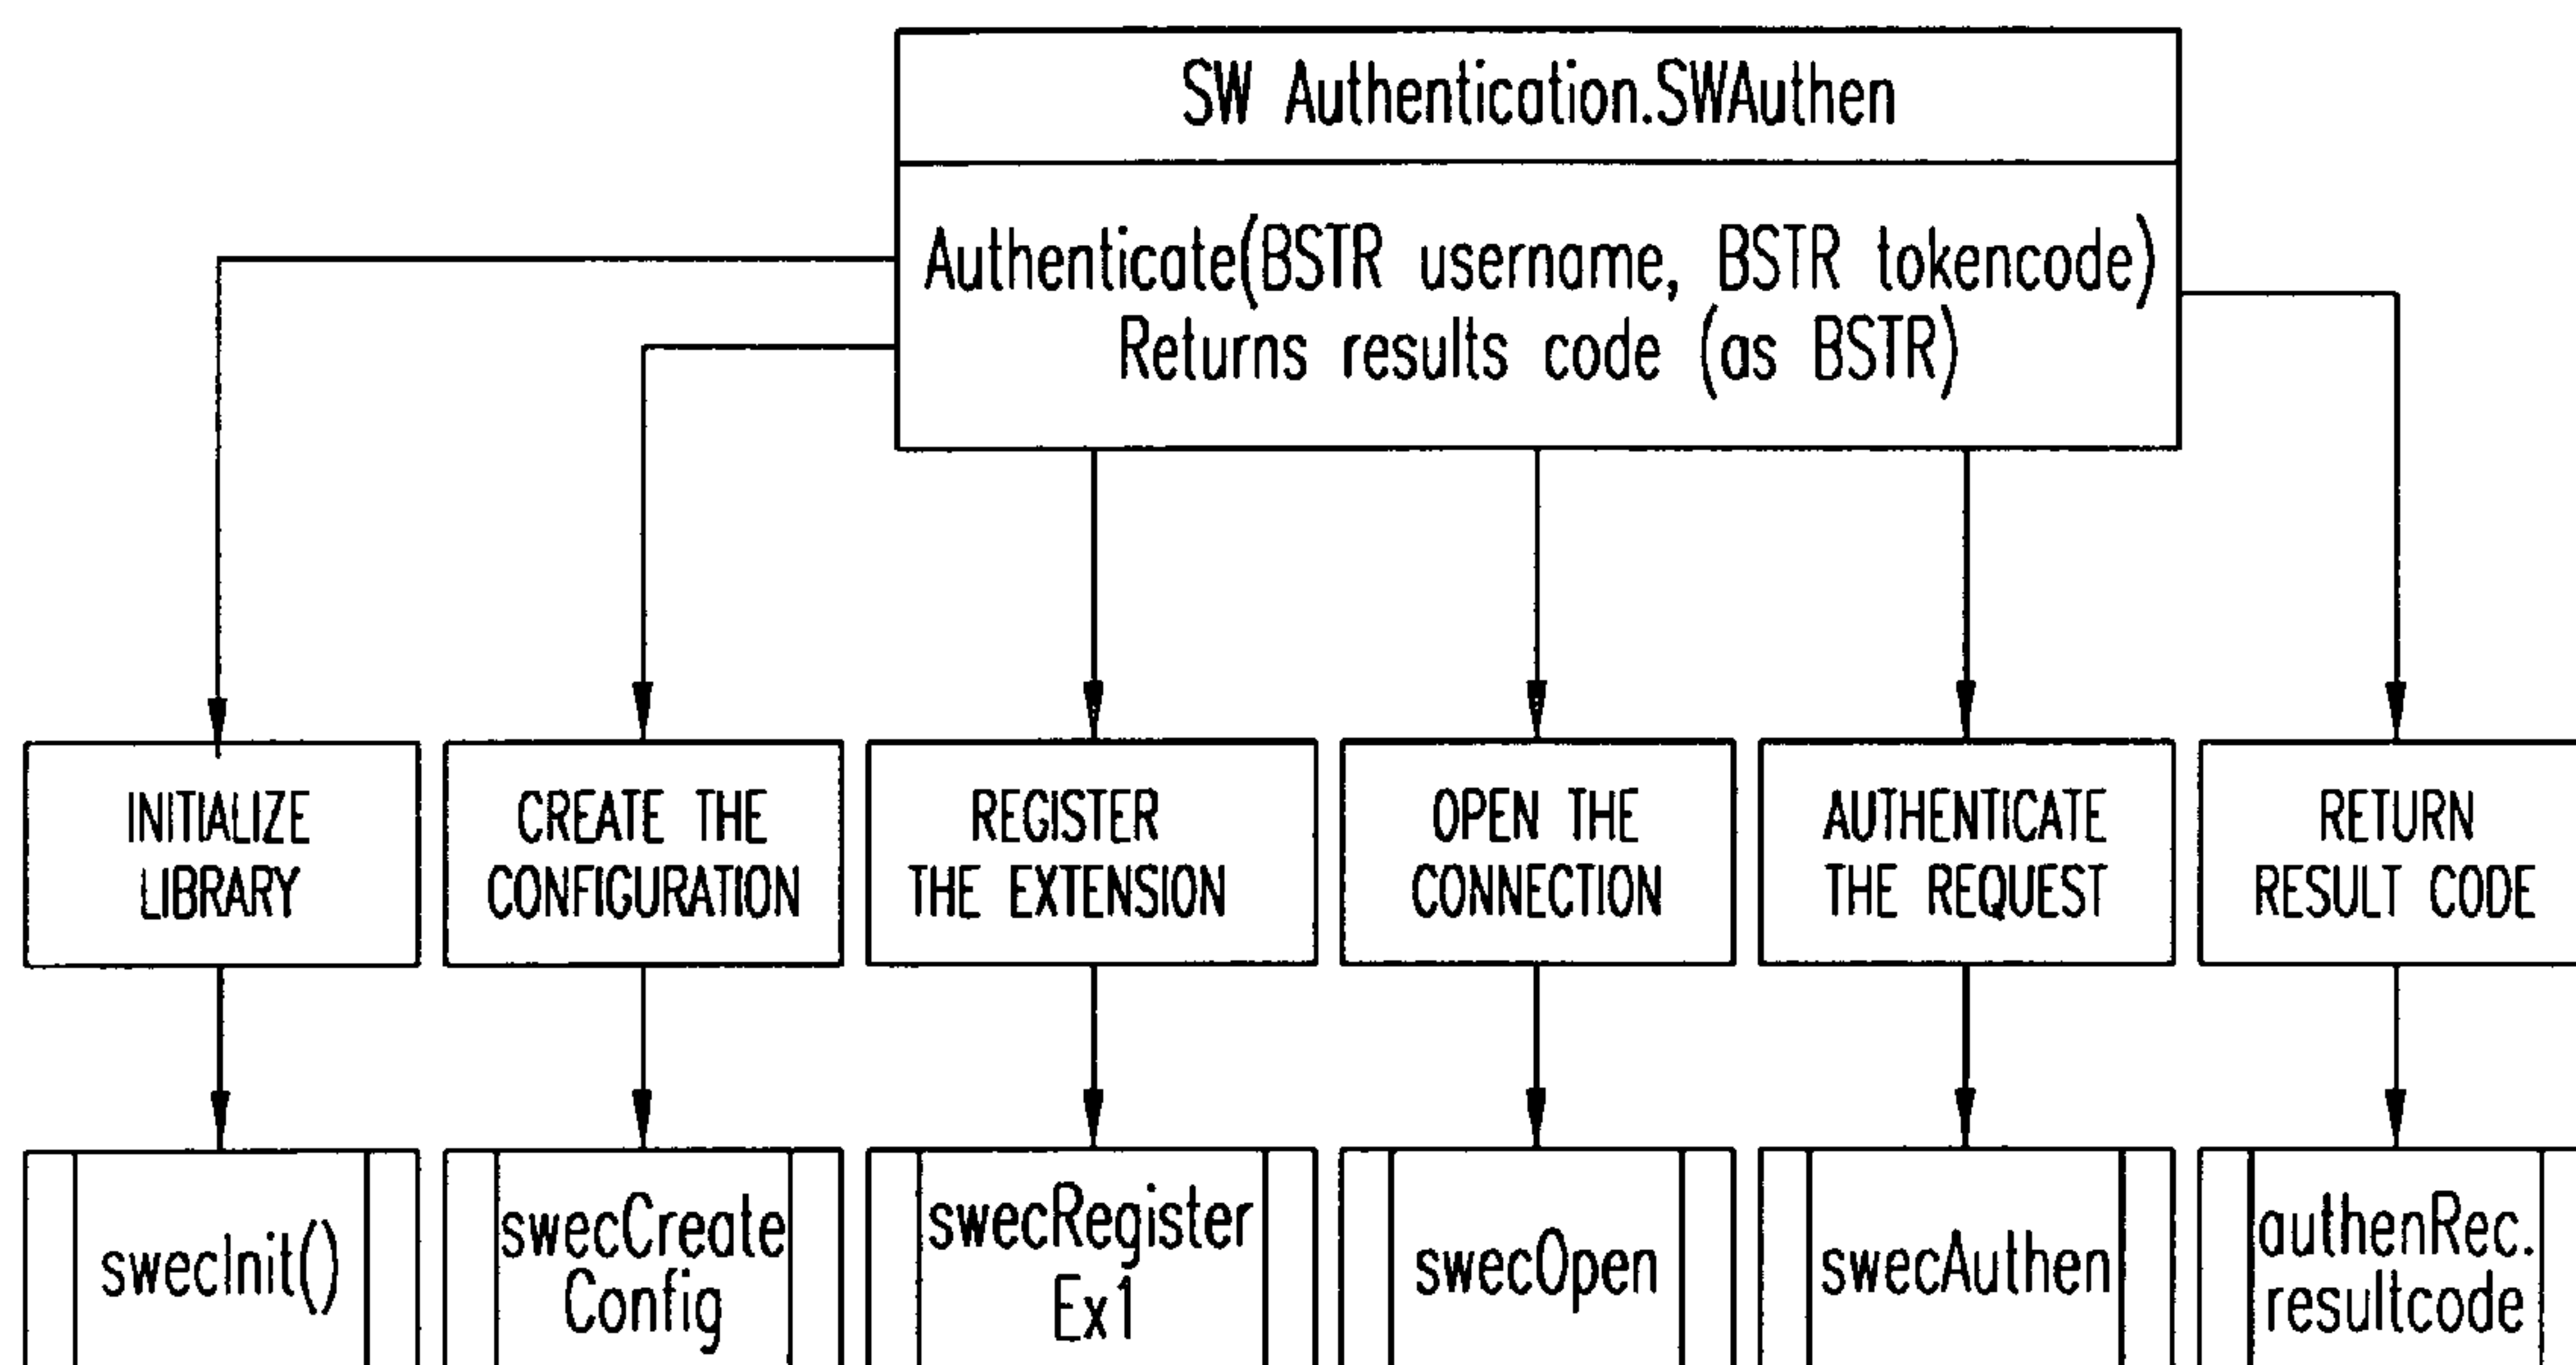 SW Authentication.SWAuthen
Authenticate(BSTR username, BSTR tokencode)
Returns results code (as BSTR)
INITIALIZE
LIBRARY
CREATE THE
CONFIGURATION
REGISTER
THE EXTENSION
OPEN THE
CONNECTION
AUTHENTICATE
THE REQUEST
RETURN
RESULT CODE
swecInit()
swecCreate
Config
swecRegister
Ex1
swecOpen
swecAuthen
authenRec.
resultcode